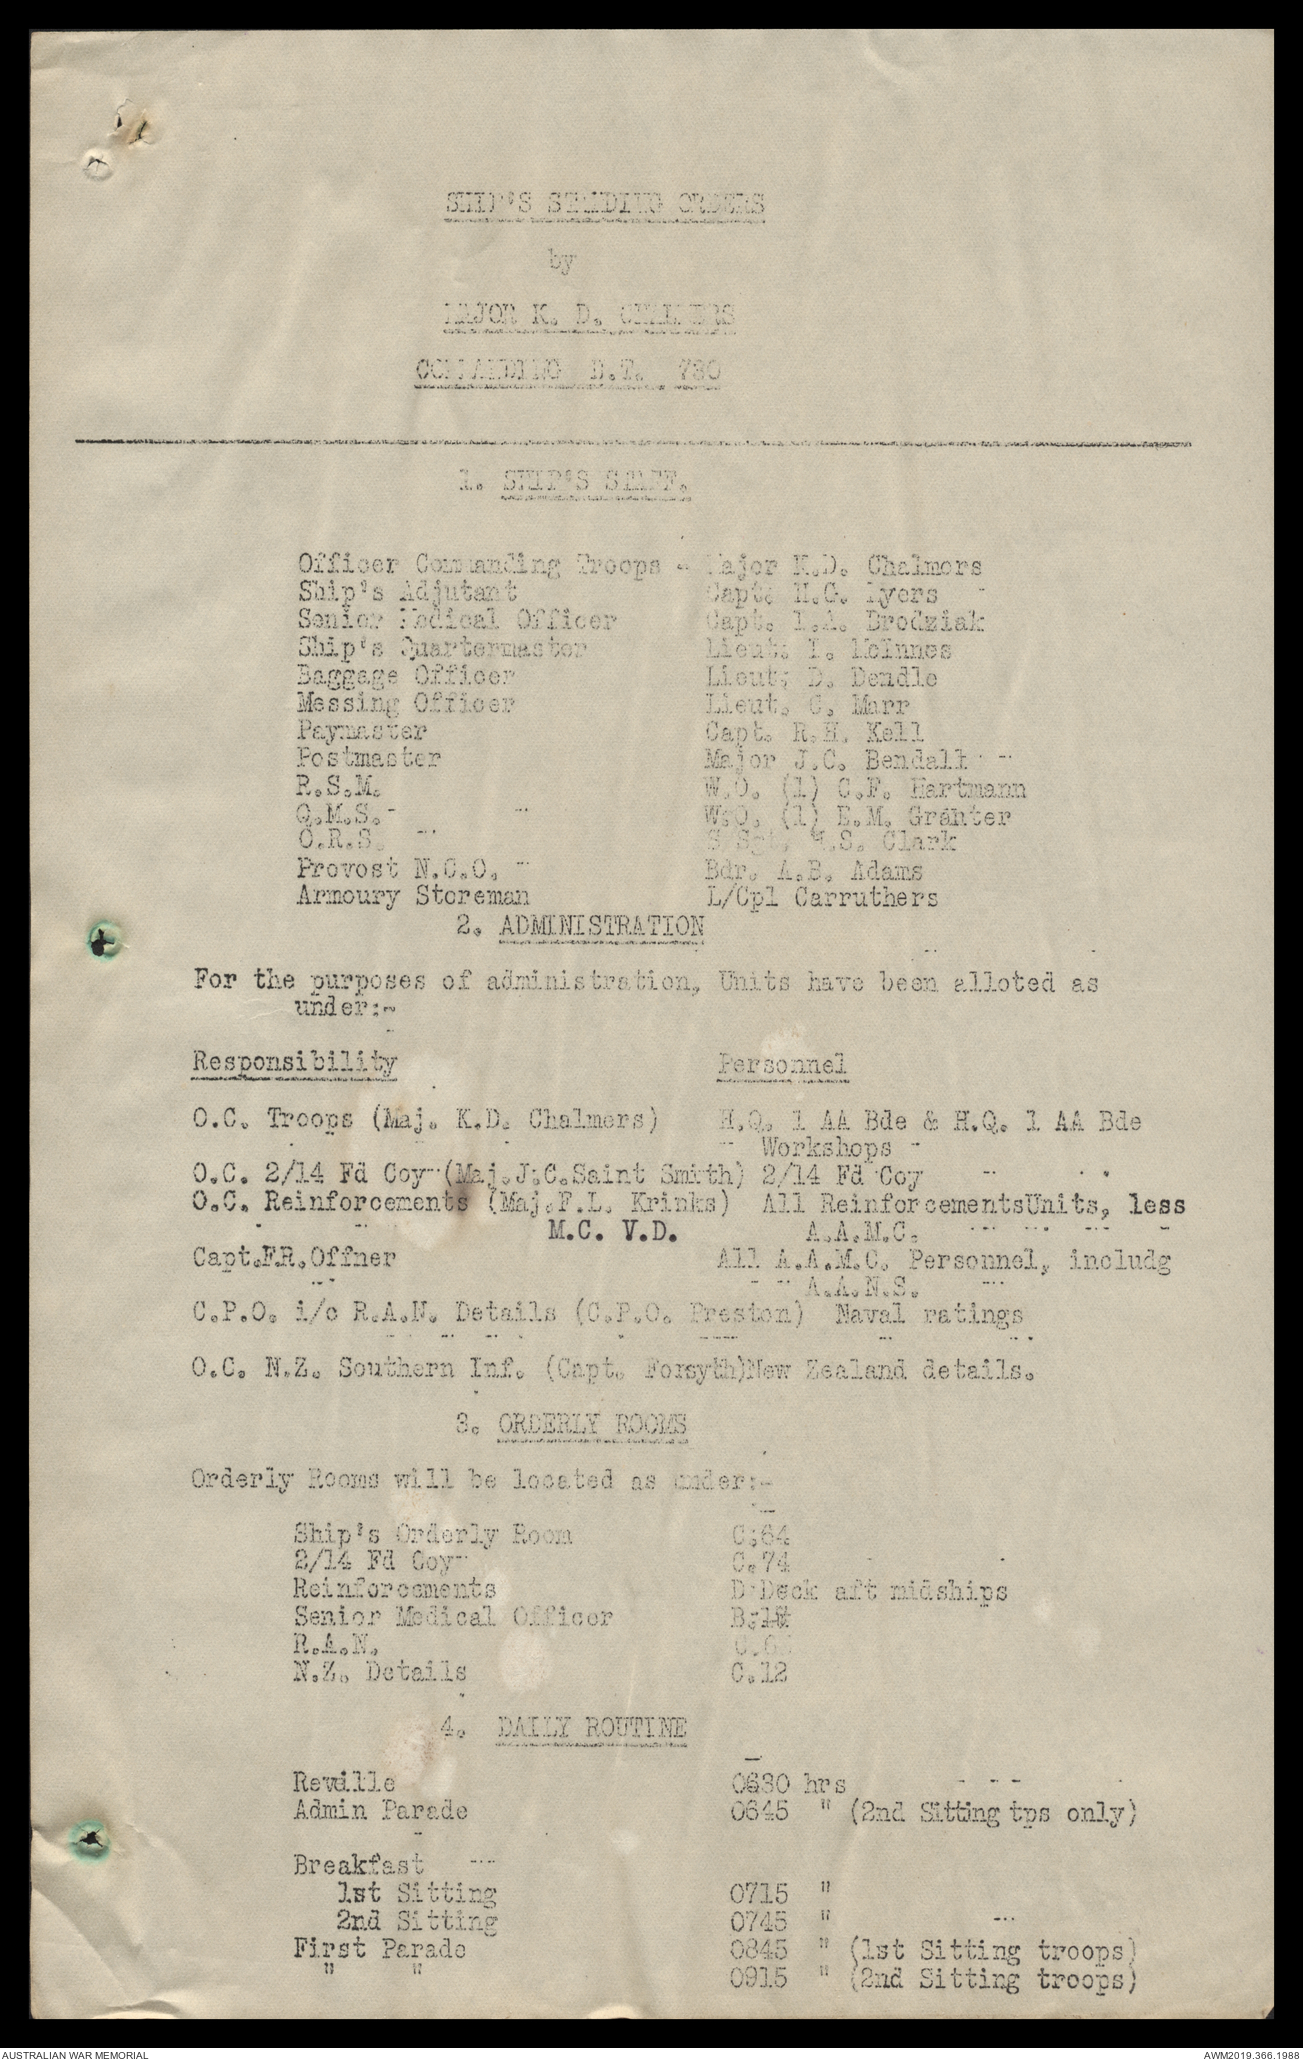 SHIP'S STANDING ORDERS
by
MAJOR K. D. CHALMERS
COMMANDING E.T. 730
1. SHIP'S STAFF.
Officer Commanding Troops - Major K.D. Chalmers
Ship's Adjutant Capt. H.G. Myers
Senior Medical Officer Capt. I.A. Brodziak
Ship's Quartermaster Lieut. I. McInnes
Baggage Officer Lieut. D. Dendle
Messing Officer Lieut. C. Marr
Paymaster Capt. R.H. Kell
Postmaster Major J.C. Bendall
R.S.M. W.O. (1) C.F. Hartmann
Q.M.S. W.O. (1) E.M. Granter
O.R.S. S/Sgt. W.S. Clark
Provost N.C.O. Bdr. A.B. Adams
Armoury Storeman L/Cpl Carruthers
2. ADMINISTRATION
For the purposes of administration, Units have been alloted as
under:-
Responsibility Personnel
O.C. Troops (Maj. K.D. Chalmers) H.Q. 1 AA Bde & H.Q. 1 AA Bde
Workshops
O.C. 2/14 Fd Coy (Maj.J.C.Saint Smith) 2/14 Fd Coy
O.C. Reinforcements (Maj.F.L. Krinks) All ReinforcementsUnits, less
M.C. V.D. A.A.M.C.
Capt.F.R.Offner All A.A.M.C. Personnel, includg
A.A.N.S.
C.P.O. i/c R.A.N. Details (C.P.O. Preston) Naval ratings
O.C. N.Z. Southern Inf. (Capt. Forsyth)New Zealand details.
3. ORDERLY ROOMS
Orderly Rooms will be located as under:-
Ship's Orderly Room C.64
2/14 Fd Coy C.74
Reinforcements D Deck aft midships
Senior Medical Officer
R.A.N.
N.Z. Details C.12
4. DAILY ROUTINE
Reveille 0630 hrs
Admin Parade 0645 " (2nd Sitting tps only)
Breakfast
1st Sitting 0715 "
2nd Sitting 0745 "
First Parade 0845 " (1st Sitting troops)
" " 0915 " (2nd Sitting troops)
AUSTRALIAN WAR MEMORIAL AWM2019.366.1988